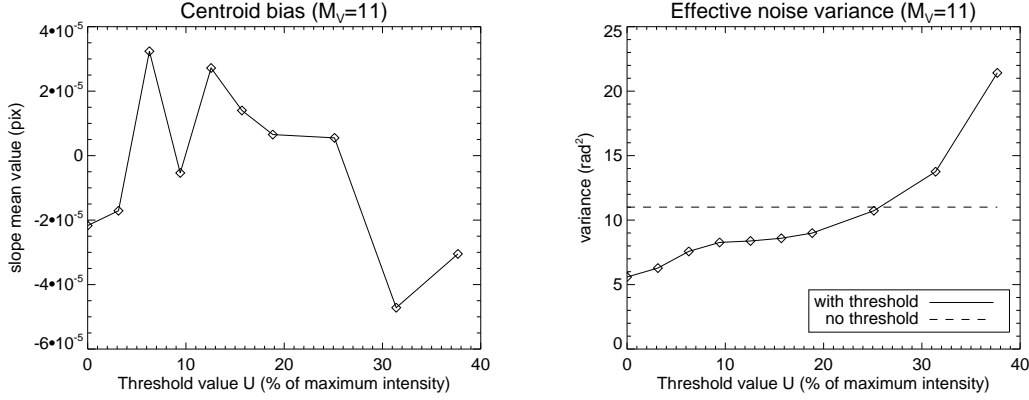 Centroid bias (M_V=11)
4•10^-5
2•10^-5
0
-2•10^-5
-4•10^-5
-6•10^-5
slope mean value (pix)
0 10 20 30 40
Threshold value U (% of maximum intensity)
Effective noise variance (M_V=11)
25
20
15
10
5
0
variance (rad^2)
with threshold
no threshold
0 10 20 30 40
Threshold value U (% of maximum intensity)